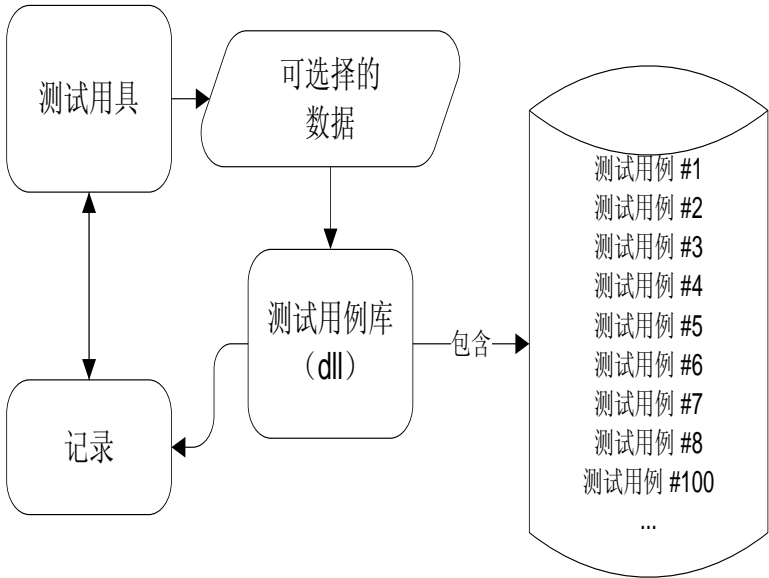 测试用具
可选择的
数据
测试用例库
（dll）
记录
包含
测试用例 #1
测试用例 #2
测试用例 #3
测试用例 #4
测试用例 #5
测试用例 #6
测试用例 #7
测试用例 #8
测试用例 #100
...